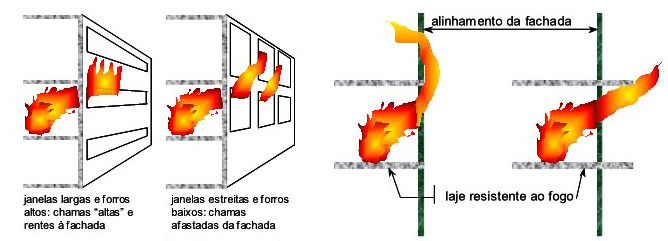 alinhamento da fachada
janelas largas e forros
altos: chamas "altas" e
rentes à fachada
janelas estreitas e forros
baixos: chamas
afastadas da fachada
laje resistente ao fogo